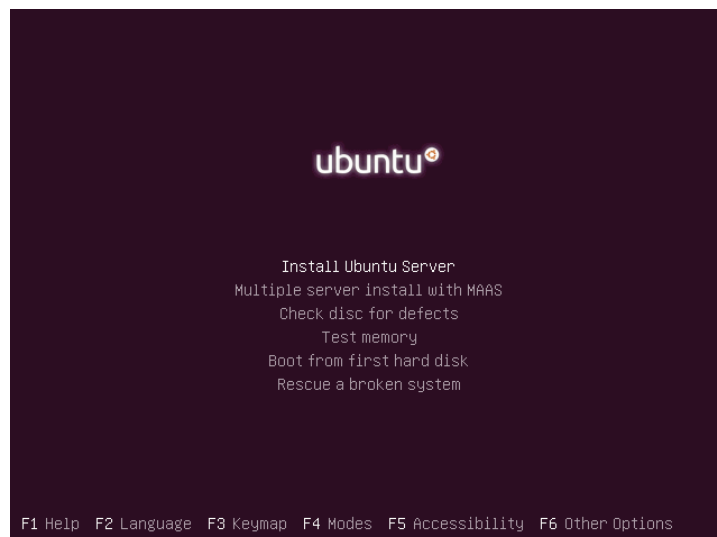 ubuntu
Install Ubuntu Server
Multiple server install with MAAS
Check disc for defects
Test memory
Boot from first hard disk
Rescue a broken system
F1 Help F2 Language F3 Keymap F4 Modes F5 Accessibility F6 Other Options